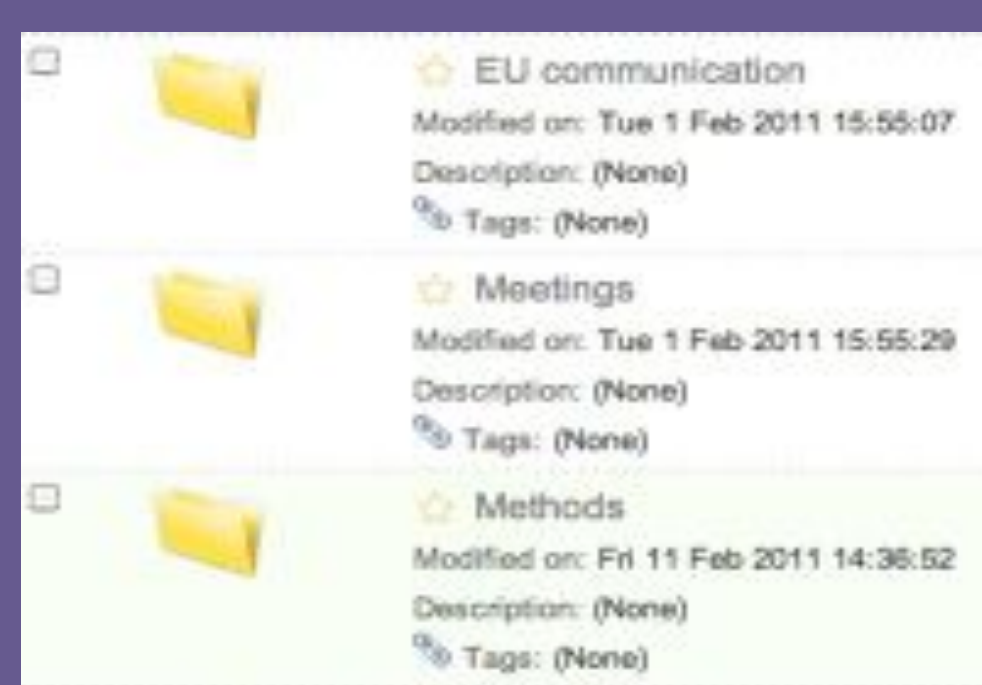 EU communication
Modified on: Tue 1 Feb 2011 15:55:07
Description: (None)
Tags: (None)
Meetings
Modified on: Tue 1 Feb 2011 15:55:29
Description: (None)
Tags: (None)
Methods
Modified on: Fri 11 Feb 2011 14:36:52
Description: (None)
Tags: (None)